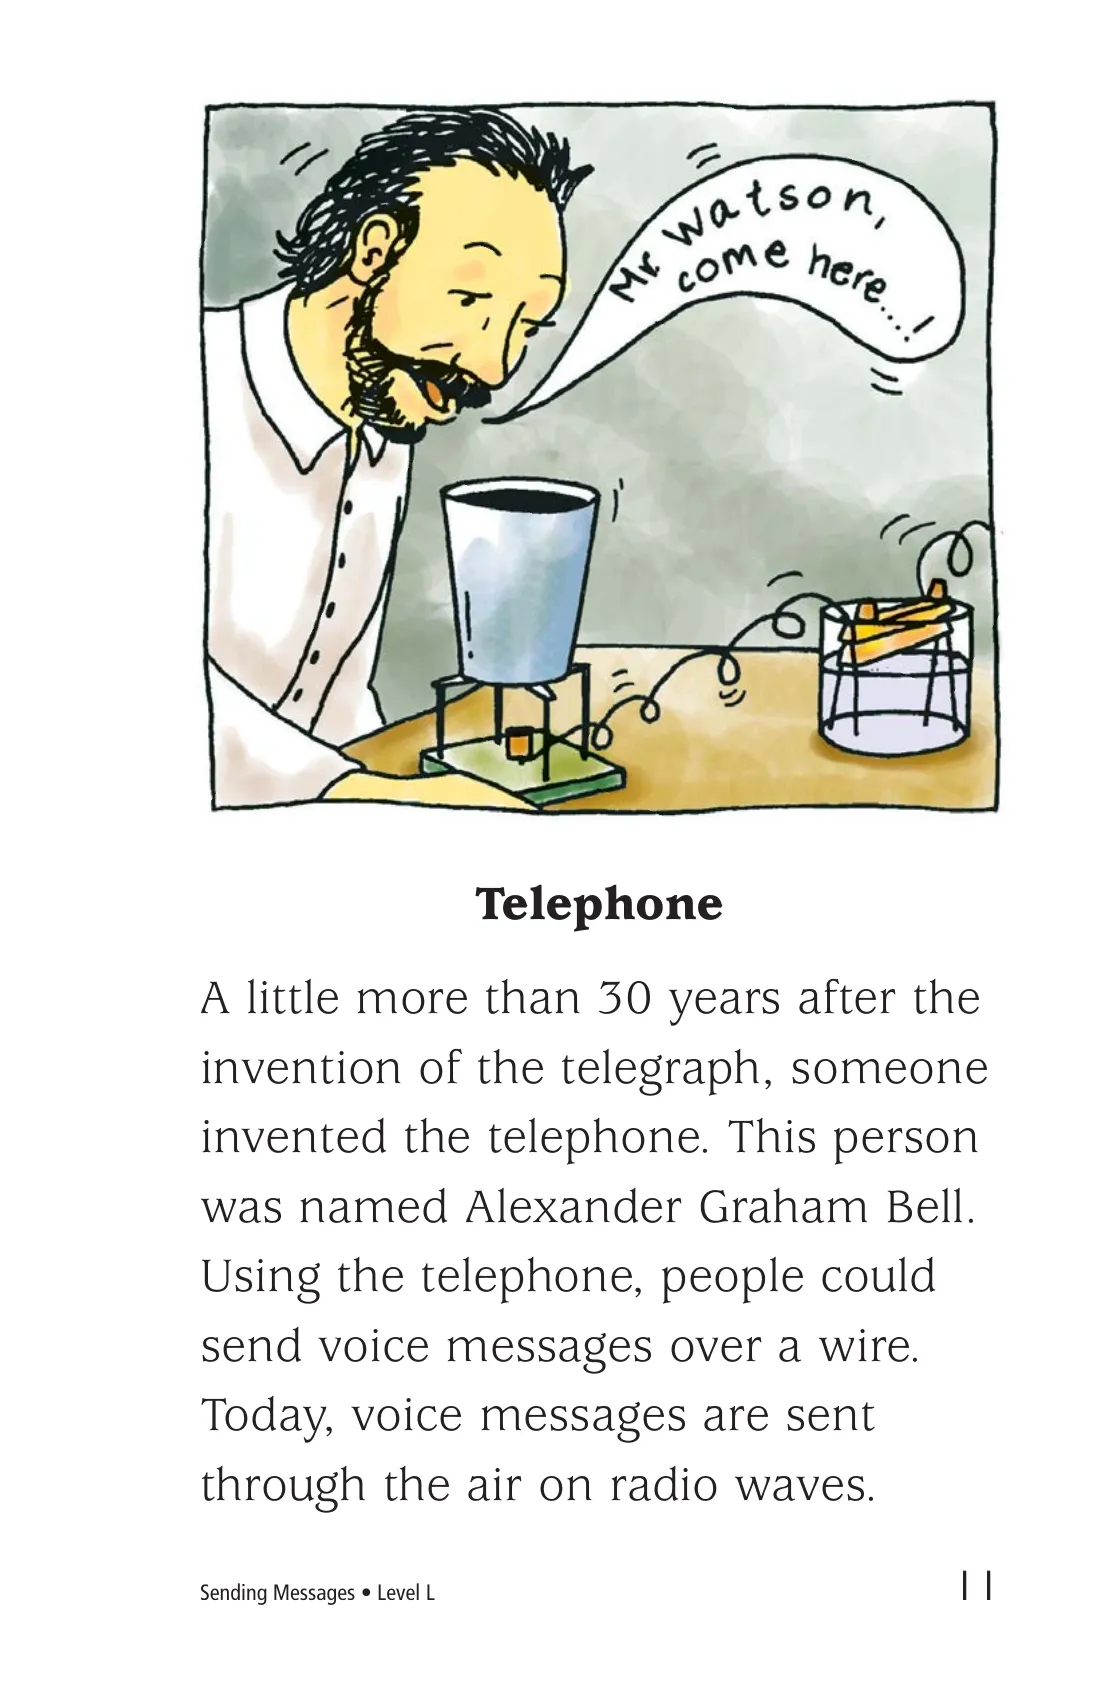 Mr. Watson,
come here....!
Telephone
A little more than 30 years after the
invention of the telegraph, someone
invented the telephone. This person
was named Alexander Graham Bell.
Using the telephone, people could
send voice messages over a wire.
Today, voice messages are sent
through the air on radio waves.
Sending Messages • Level L
11